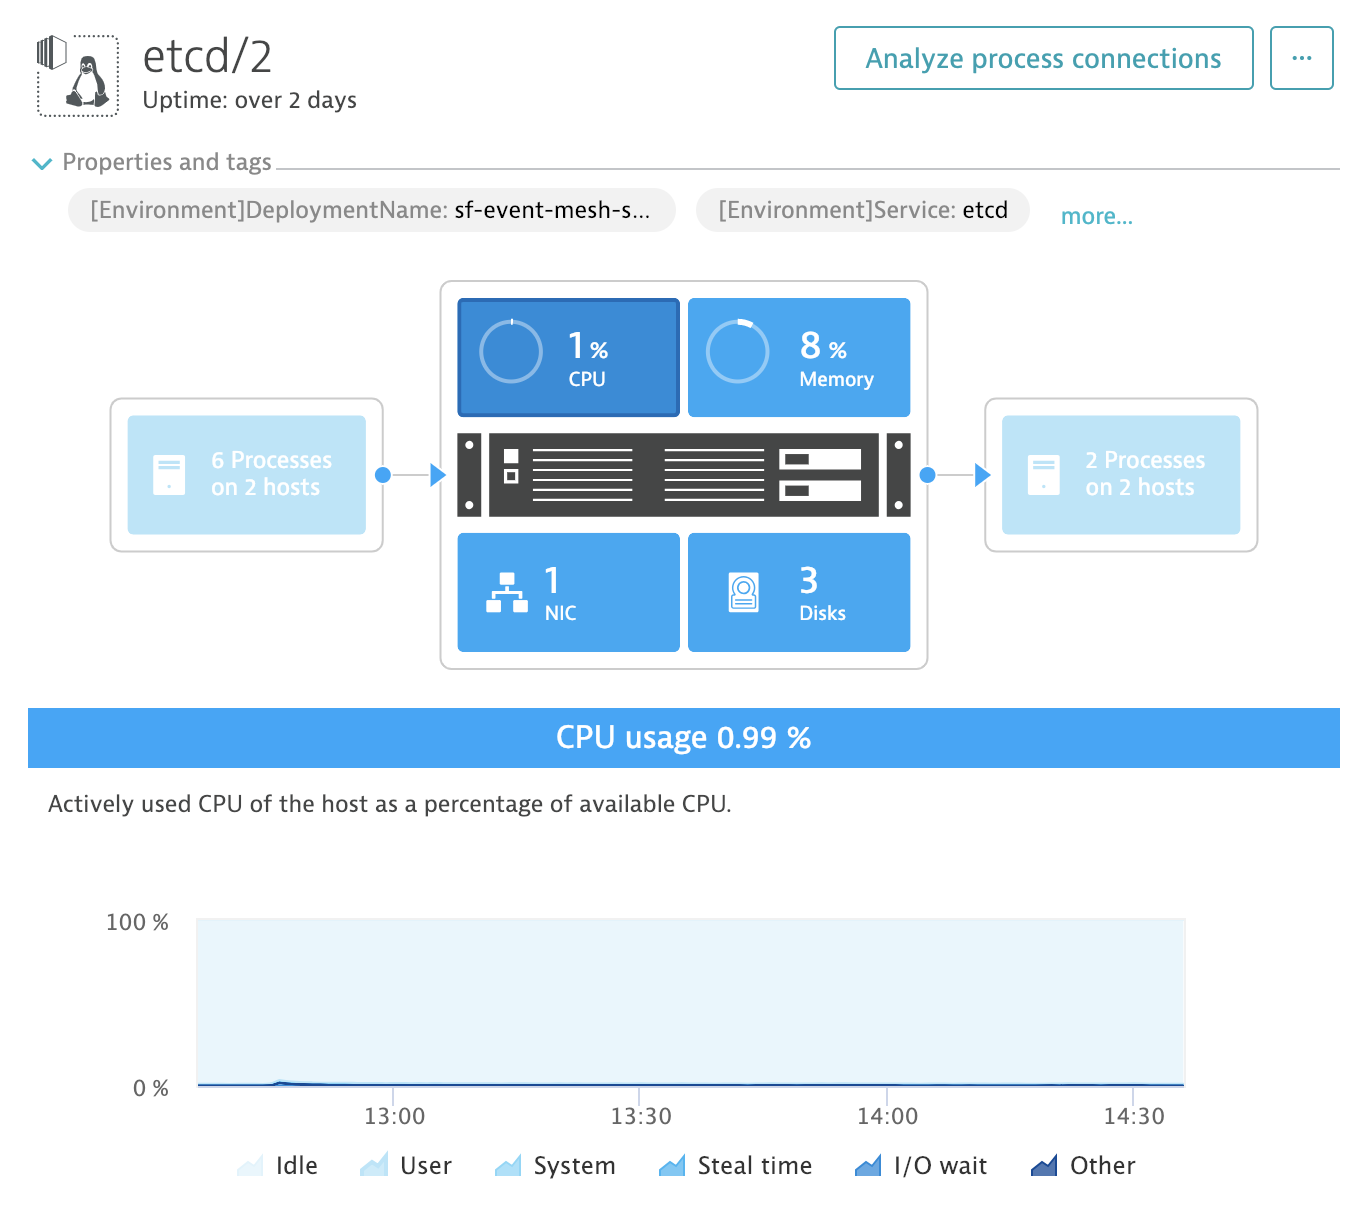 etcd/2
Uptime: over 2 days
Analyze process connections
...
Properties and tags
[Environment]DeploymentName: sf-event-mesh-s...
[Environment]Service: etcd
more...
1 %
CPU
8 %
Memory
6 Processes
on 2 hosts
2 Processes
on 2 hosts
1
NIC
3
Disks
CPU usage 0.99 %
Actively used CPU of the host as a percentage of available CPU.
100 %
0 %
13:00
13:30
14:00
14:30
Idle
User
System
Steal time
I/O wait
Other